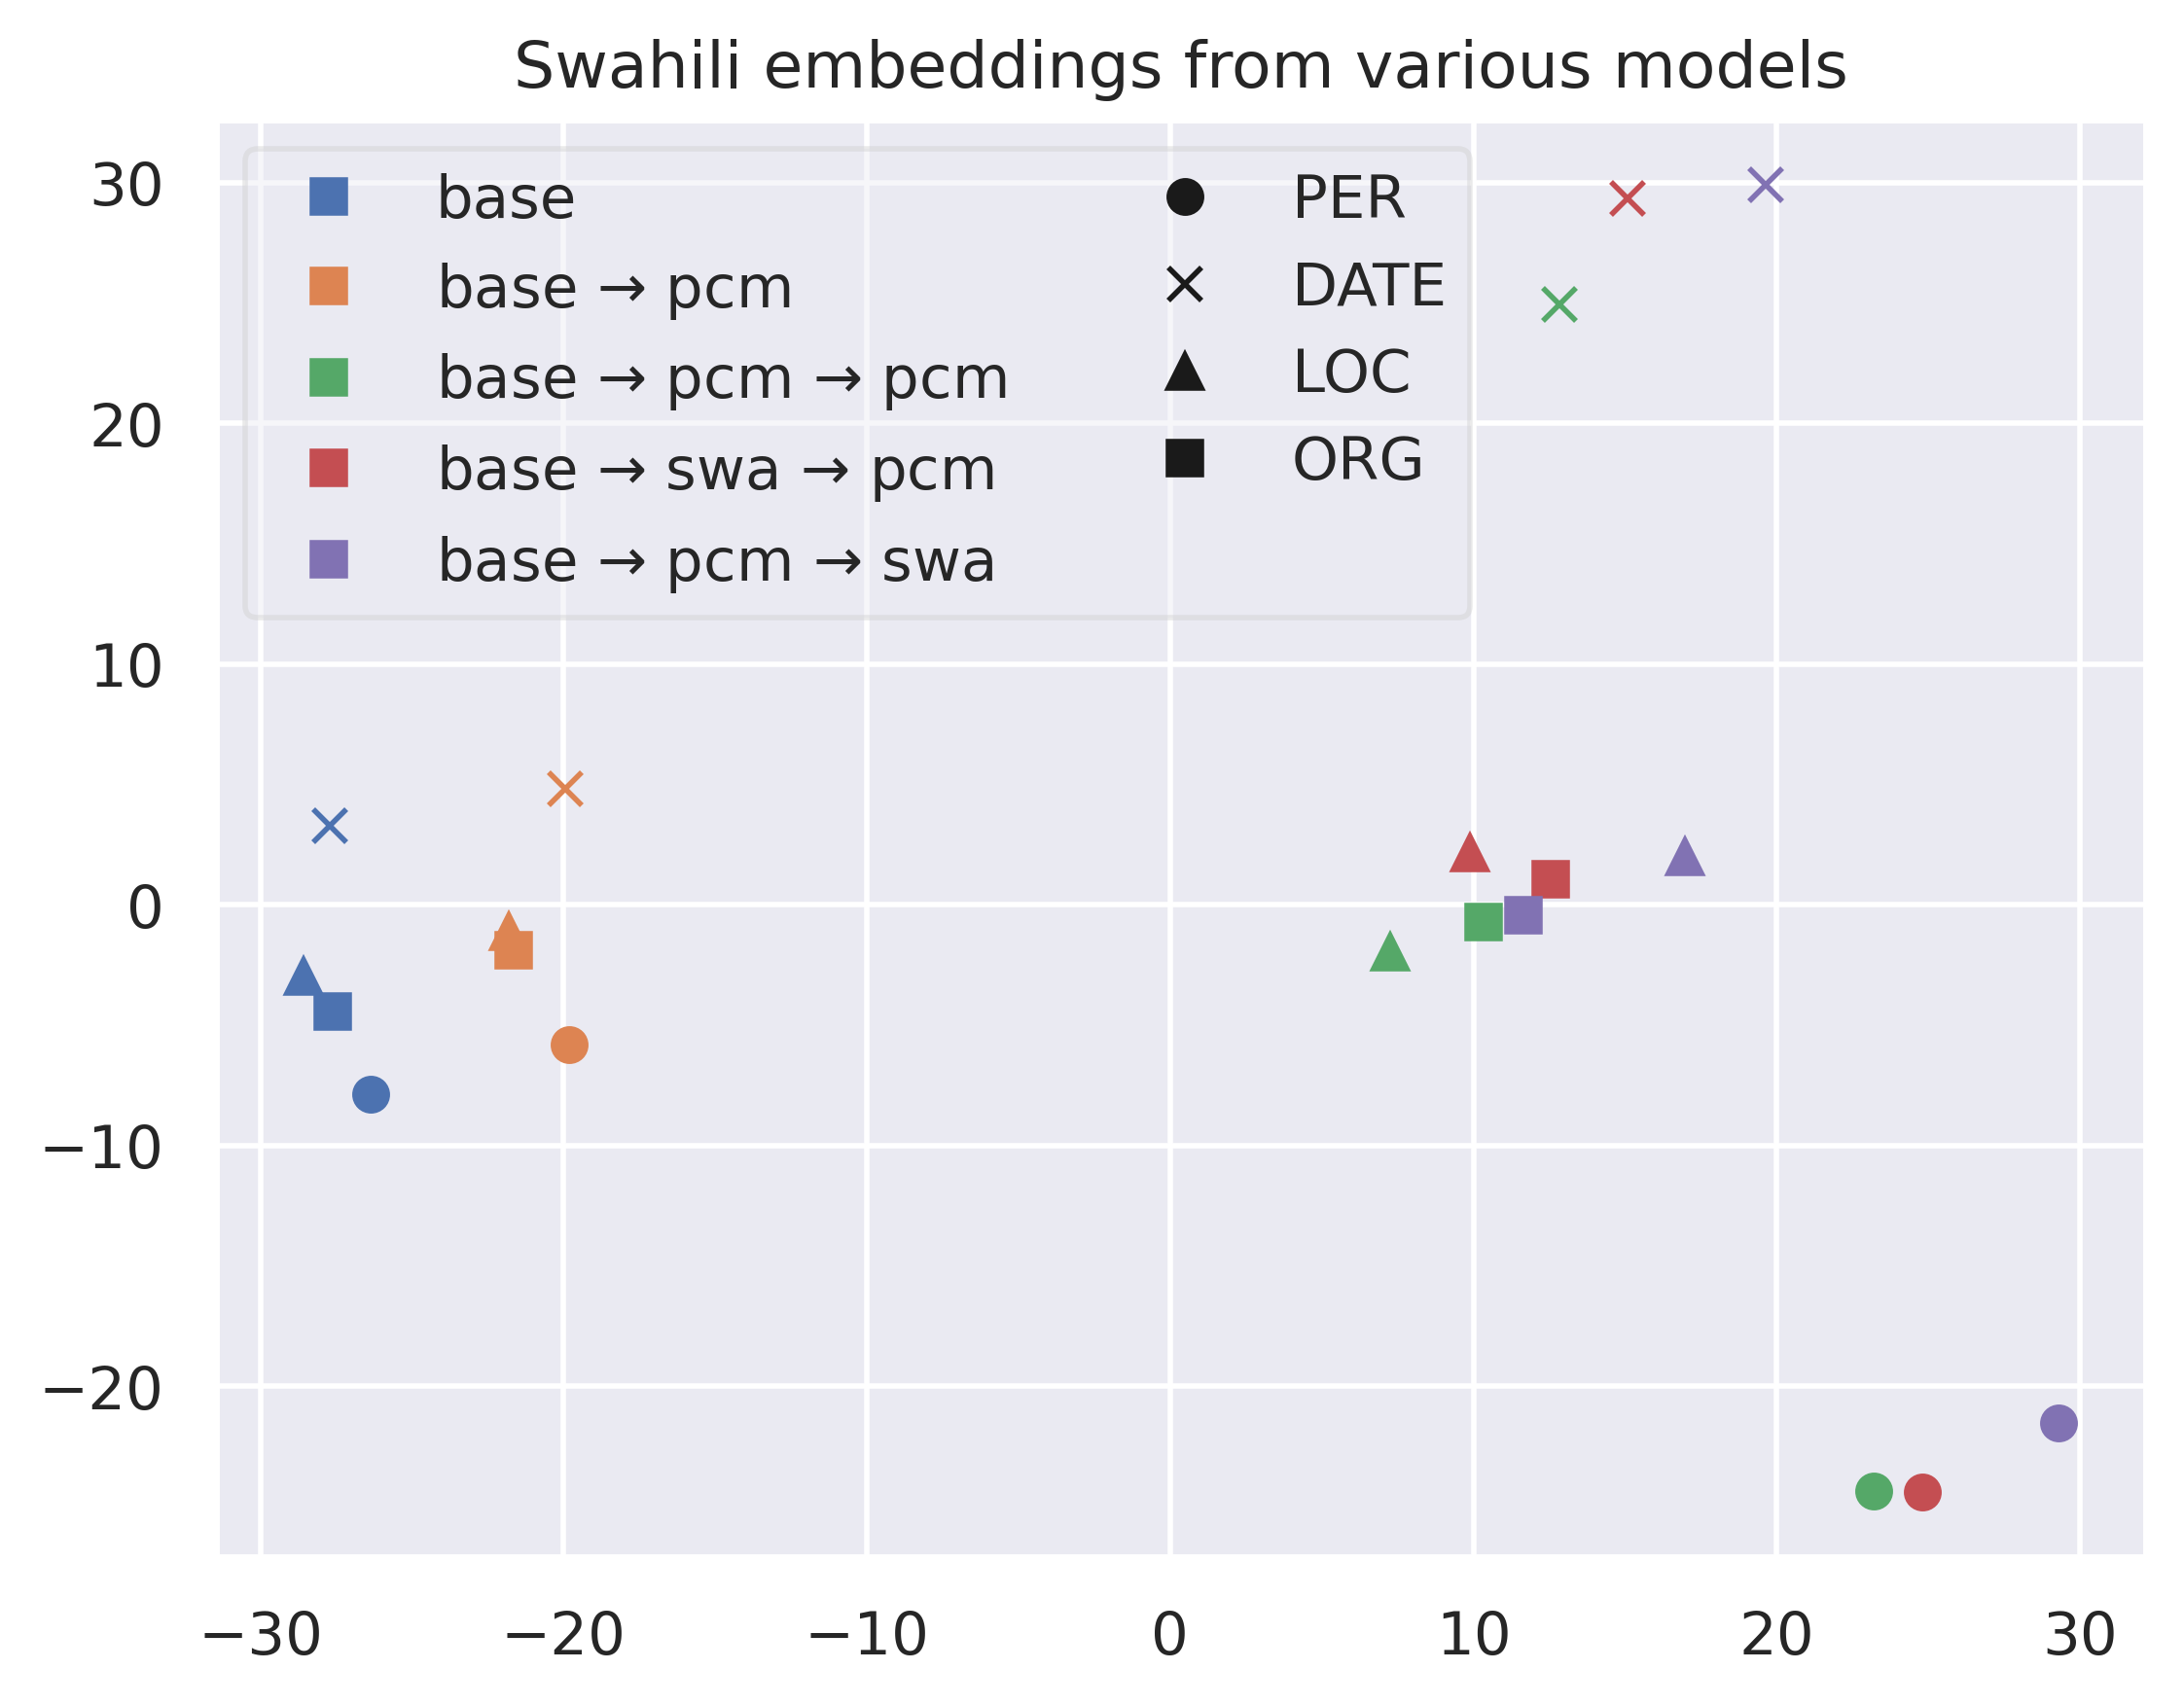 Swahili embeddings from various models
30
20
10
0
−10
−20
base
base → pcm
base → pcm → pcm
base → swa → pcm
base → pcm → swa
PER
DATE
LOC
ORG
−30 −20 −10 0 10 20 30